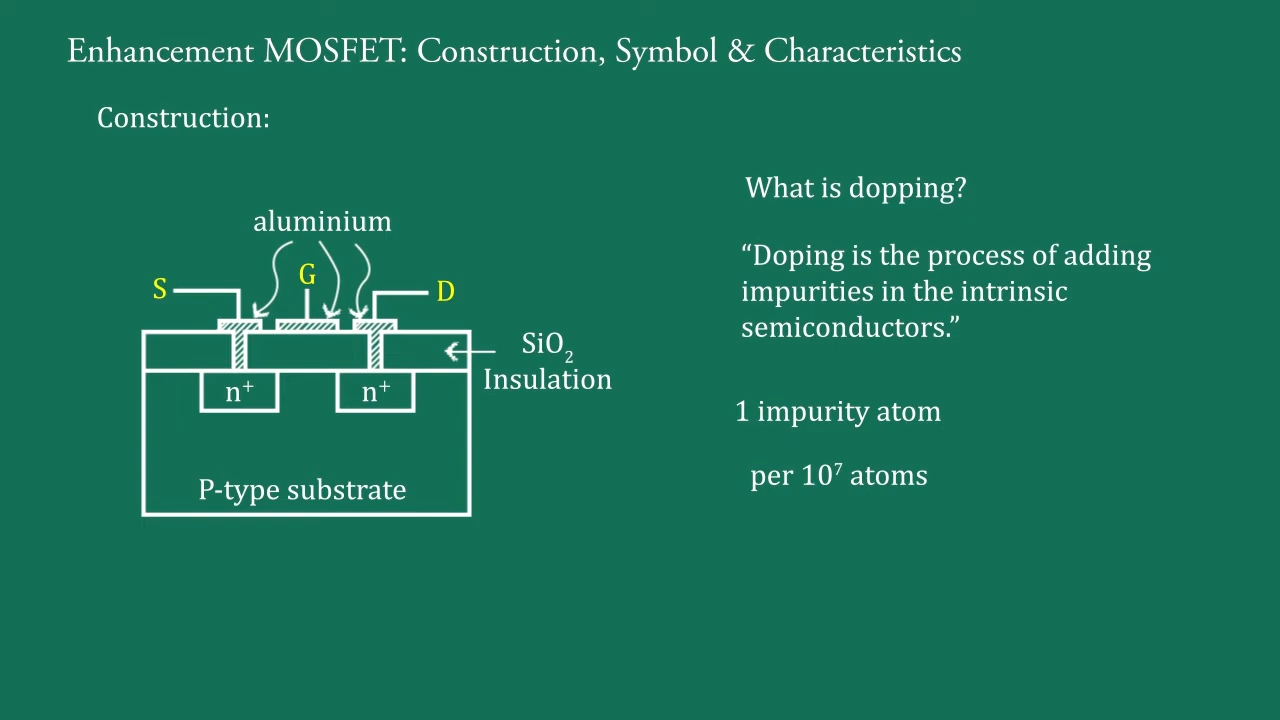 Enhancement MOSFET: Construction, Symbol & Characteristics
Construction:
aluminium
S
G
D
SiO₂
Insulation
n⁺
n⁺
P-type substrate
What is dopping?
“Doping is the process of adding
impurities in the intrinsic
semiconductors.”
1 impurity atom
per 10⁷ atoms